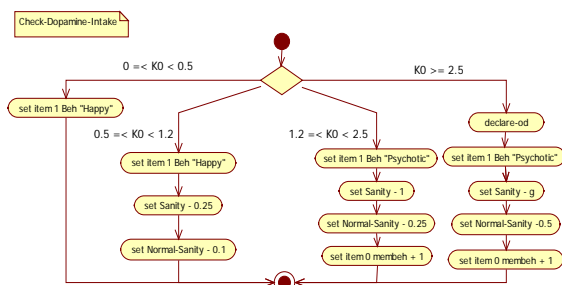 Check-Dopamine-Intake
0 =< K0 < 0.5
K0 >= 2.5
set item 1 Beh "Happy"
0.5 =< K0 < 1.2
1.2 =< K0 < 2.5
declare-od
set item 1 Beh "Happy"
set item 1 Beh "Psychotic"
set item 1 Beh "Psychotic"
set Sanity - 0.25
set Sanity - 1
set Sanity - g
set Normal-Sanity - 0.1
set Normal-Sanity - 0.25
set Normal-Sanity -0.5
set item 0 membeh + 1
set item 0 membeh + 1